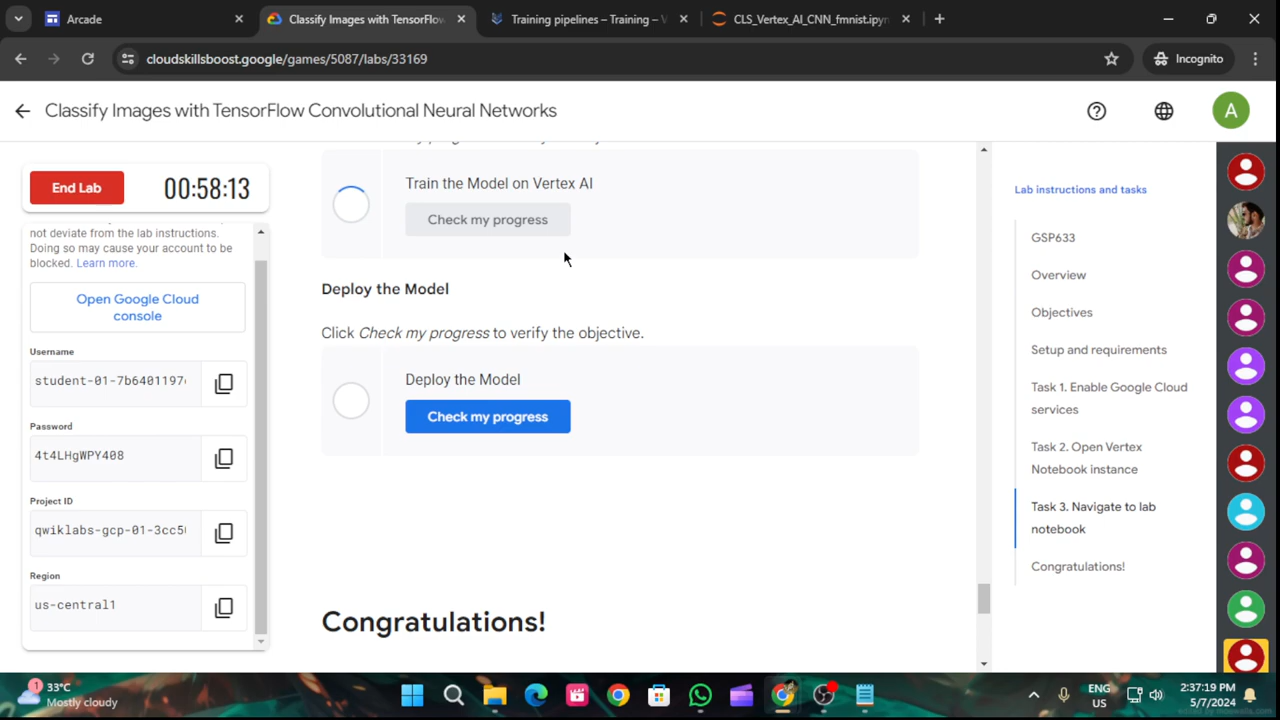 Arcade
Classify Images with TensorFlow
Training pipelines – Training – V
CLS_Vertex_AI_CNN_fmnist.ipyn
cloudskillsboost.google/games/5087/labs/33169
Incognito
Classify Images with TensorFlow Convolutional Neural Networks
A
End Lab
00:58:13
not deviate from the lab instructions.
Doing so may cause your account to be
blocked. Learn more.
Open Google Cloud
console
Username
student-01-7b6401197
Password
4t4LHgWPY408
Project ID
qwiklabs-gcp-01-3cc5
Region
us-central1
Train the Model on Vertex AI
Check my progress
Deploy the Model
Click Check my progress to verify the objective.
Deploy the Model
Check my progress
Congratulations!
Lab instructions and tasks
GSP633
Overview
Objectives
Setup and requirements
Task 1. Enable Google Cloud
services
Task 2. Open Vertex
Notebook instance
Task 3. Navigate to lab
notebook
Congratulations!
1
33°C
Mostly cloudy
ENG
US
2:37:19 PM
5/7/2024